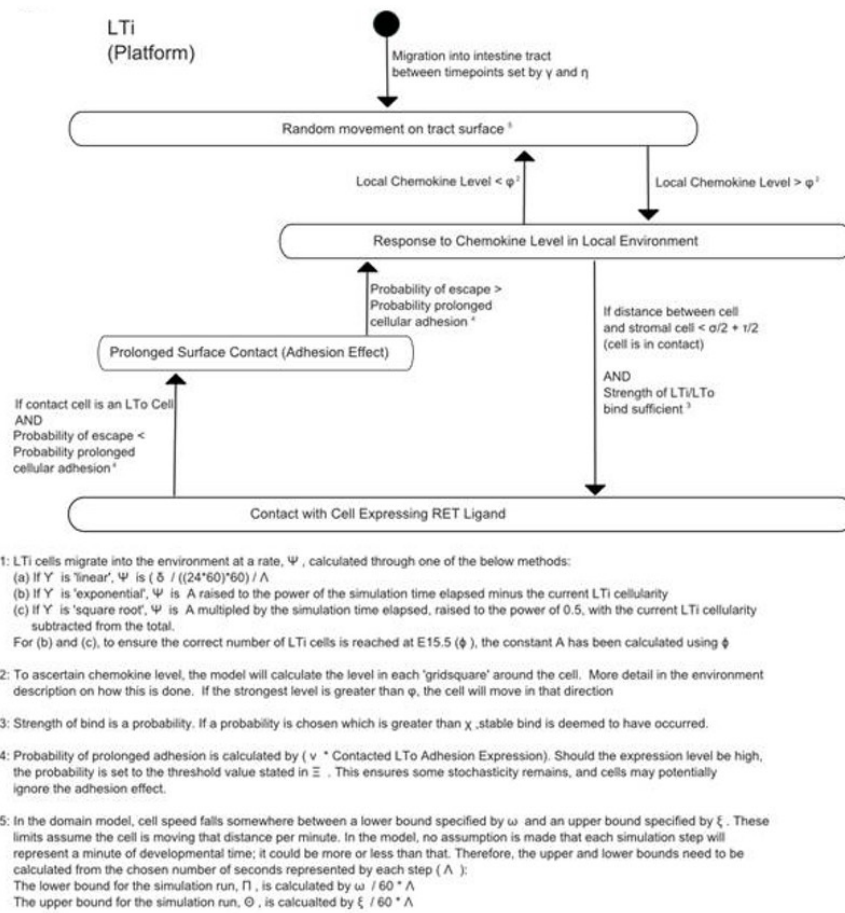 LTi
(Platform)
Migration into intestine tract
between timepoints set by γ and η
Random movement on tract surface ⁵
Local Chemokine Level < φ²
Local Chemokine Level > φ²
Response to Chemokine Level in Local Environment
Probability of escape >
Probability prolonged
cellular adhesion ⁴
If distance between cell
and stromal cell < σ/2 + τ/2
(cell is in contact)
AND
Strength of LTi/LTo
bind sufficient ³
Prolonged Surface Contact (Adhesion Effect)
If contact cell is an LTo Cell
AND
Probability of escape <
Probability prolonged
cellular adhesion⁴
Contact with Cell Expressing RET Ligand
1: LTi cells migrate into the environment at a rate, Ψ , calculated through one of the below methods:
(a) If Υ is 'linear', Ψ is ( δ / ((24*60)*60) / Λ
(b) If Υ is 'exponential', Ψ is A raised to the power of the simulation time elapsed minus the current LTi cellularity
(c) If Υ is 'square root', Ψ is A multipled by the simulation time elapsed, raised to the power of 0.5, with the current LTi cellularity
subtracted from the total.
For (b) and (c), to ensure the correct number of LTi cells is reached at E15.5 (ϕ ), the constant A has been calculated using ϕ
2: To ascertain chemokine level, the model will calculate the level in each 'gridsquare' around the cell. More detail in the environment
description on how this is done. If the strongest level is greater than φ, the cell will move in that direction
3: Strength of bind is a probability. If a probability is chosen which is greater than χ ,stable bind is deemed to have occurred.
4: Probability of prolonged adhesion is calculated by ( ν * Contacted LTo Adhesion Expression). Should the expression level be high,
the probability is set to the threshold value stated in Ξ . This ensures some stochasticity remains, and cells may potentially
ignore the adhesion effect.
5: In the domain model, cell speed falls somewhere between a lower bound specified by ω and an upper bound specified by ξ . These
limits assume the cell is moving that distance per minute. In the model, no assumption is made that each simulation step will
represent a minute of developmental time; it could be more or less than that. Therefore, the upper and lower bounds need to be
calculated from the chosen number of seconds represented by each step ( Λ ):
The lower bound for the simulation run, Π , is calculated by ω / 60 * Λ
The upper bound for the simulation run, Θ , is calcualted by ξ / 60 * Λ